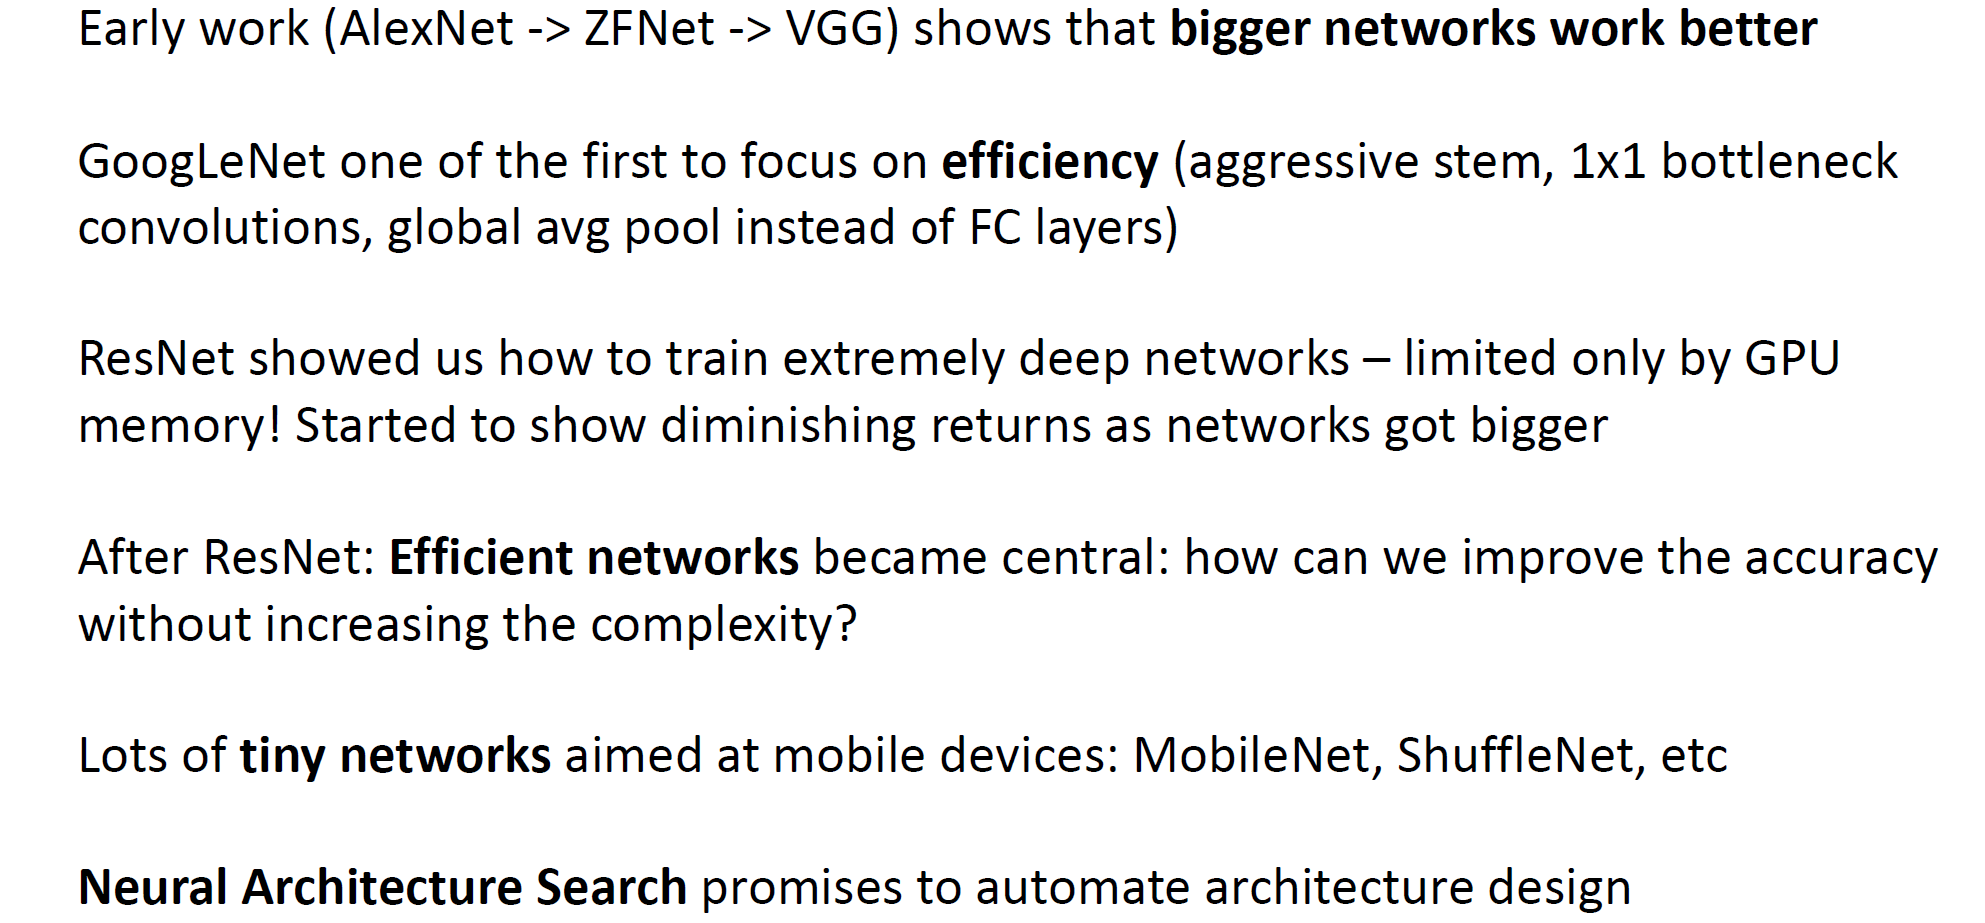 Early work (AlexNet -> ZFNet -> VGG) shows that bigger networks work better
GoogLeNet one of the first to focus on efficiency (aggressive stem, 1x1 bottleneck
convolutions, global avg pool instead of FC layers)
ResNet showed us how to train extremely deep networks – limited only by GPU
memory! Started to show diminishing returns as networks got bigger
After ResNet: Efficient networks became central: how can we improve the accuracy
without increasing the complexity?
Lots of tiny networks aimed at mobile devices: MobileNet, ShuffleNet, etc
Neural Architecture Search promises to automate architecture design